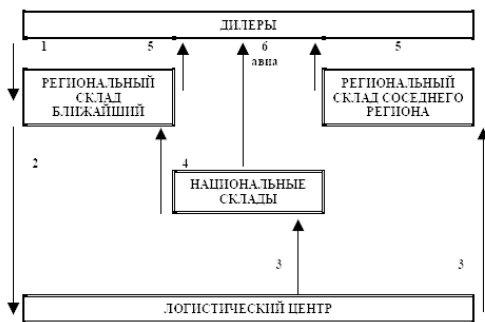 ДИЛЕРЫ
1 5 6 5
авиа
РЕГИОНАЛЬНЫЙ
СКЛАД
БЛИЖАЙШИЙ
РЕГИОНАЛЬНЫЙ
СКЛАД СОСЕДНЕГО
РЕГИОНА
2
4
НАЦИОНАЛЬНЫЕ
СКЛАДЫ
3 3
ЛОГИСТИЧЕСКИЙ ЦЕНТР